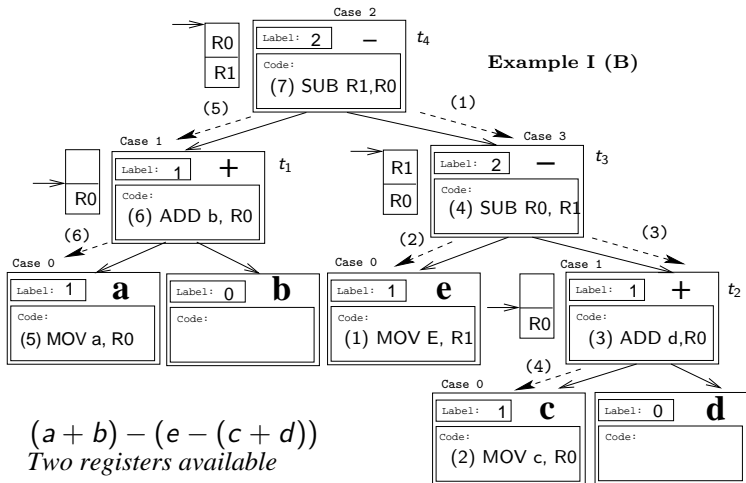 Case 2
R0
R1
Label: 2 − t4
Code:
(7) SUB R1,R0
Example I (B)
(5)
(1)
Case 1
R0
Label: 1 + t1
Code:
(6) ADD b, R0
Case 3
R1
R0
Label: 2 − t3
Code:
(4) SUB R0, R1
(6)
(2)
(3)
Case 0
Label: 1 a
Code:
(5) MOV a, R0
Label: 0 b
Code:
Case 0
Label: 1 e
Code:
(1) MOV E, R1
Case 1
R0
Label: 1 + t2
Code:
(3) ADD d,R0
(4)
Case 0
Label: 1 c
Code:
(2) MOV c, R0
Label: 0 d
Code:
(a + b) − (e − (c + d))
Two registers available